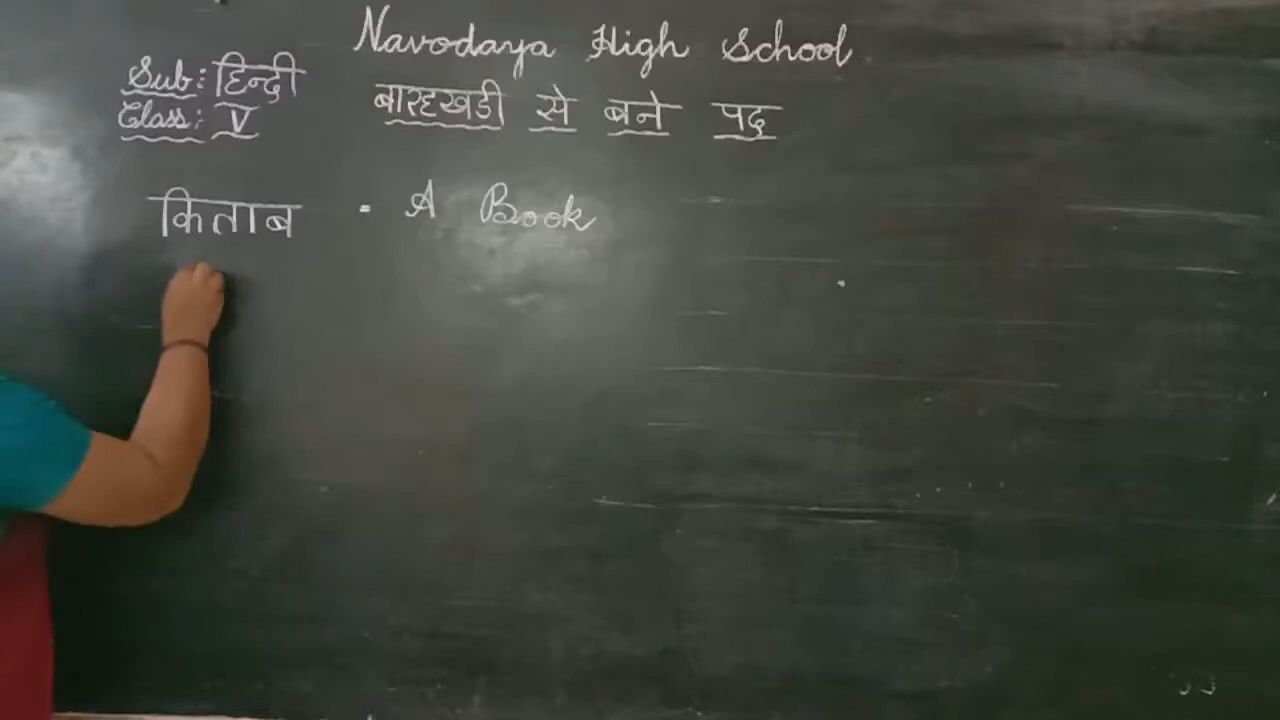 Navodaya High School
Sub: हिन्दी
बारहखडी से बने पद
Class: V
किताब - A Book